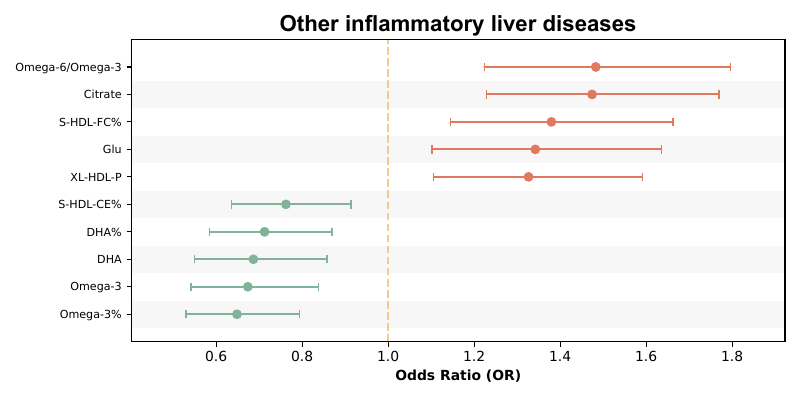 Other inflammatory liver diseases
Omega-6/Omega-3
Citrate
S-HDL-FC%
Glu
XL-HDL-P
S-HDL-CE%
DHA%
DHA
Omega-3
Omega-3%
0.6 0.8 1.0 1.2 1.4 1.6 1.8
Odds Ratio (OR)